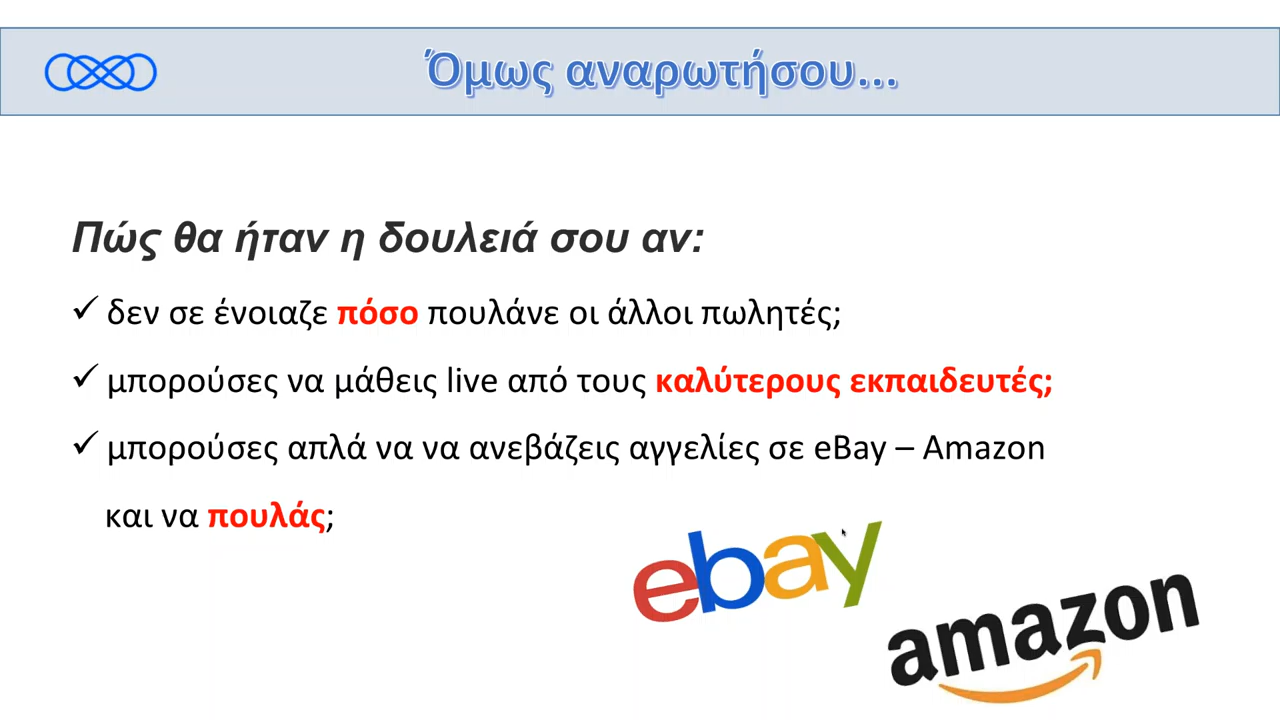 Όμως αναρωτήσου...
Πώς θα ήταν η δουλειά σου αν:
✓ δεν σε ένοιαζε πόσο πουλάνε οι άλλοι πωλητές;
✓ μπορούσες να μάθεις live από τους καλύτερους εκπαιδευτές;
✓ μπορούσες απλά να να ανεβάζεις αγγελίες σε eBay – Amazon
και να πουλάς;
ebay
amazon